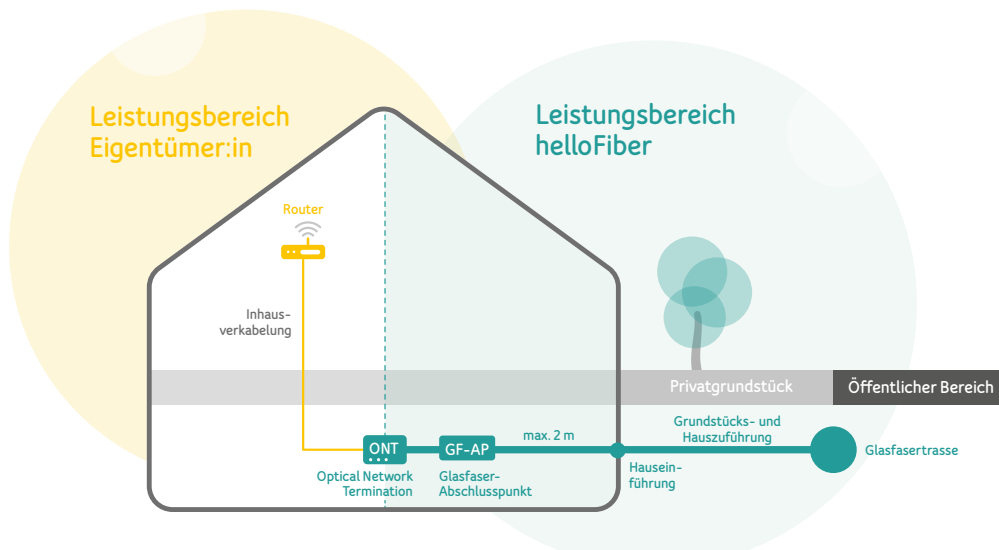 Leistungsbereich
Eigentümer:in
Leistungsbereich
helloFiber
Router
Inhaus-
verkabelung
Privatgrundstück
Öffentlicher Bereich
ONT
GF-AP
max. 2 m
Grundstücks- und
Hauszuführung
Glasfasertrasse
Optical Network
Termination
Glasfaser-
Abschlusspunkt
Hausein-
führung